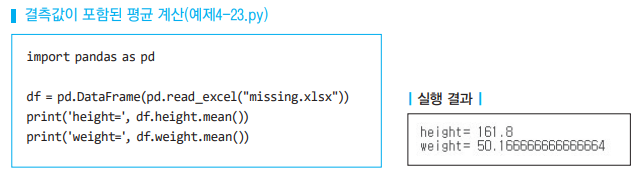 결측값이 포함된 평균 계산(예제4-23.py)
import pandas as pd
df = pd.DataFrame(pd.read_excel("missing.xlsx"))
print('height=', df.height.mean())
print('weight=', df.weight.mean())
| 실행 결과 |
height= 161.8
weight= 50.166666666666664